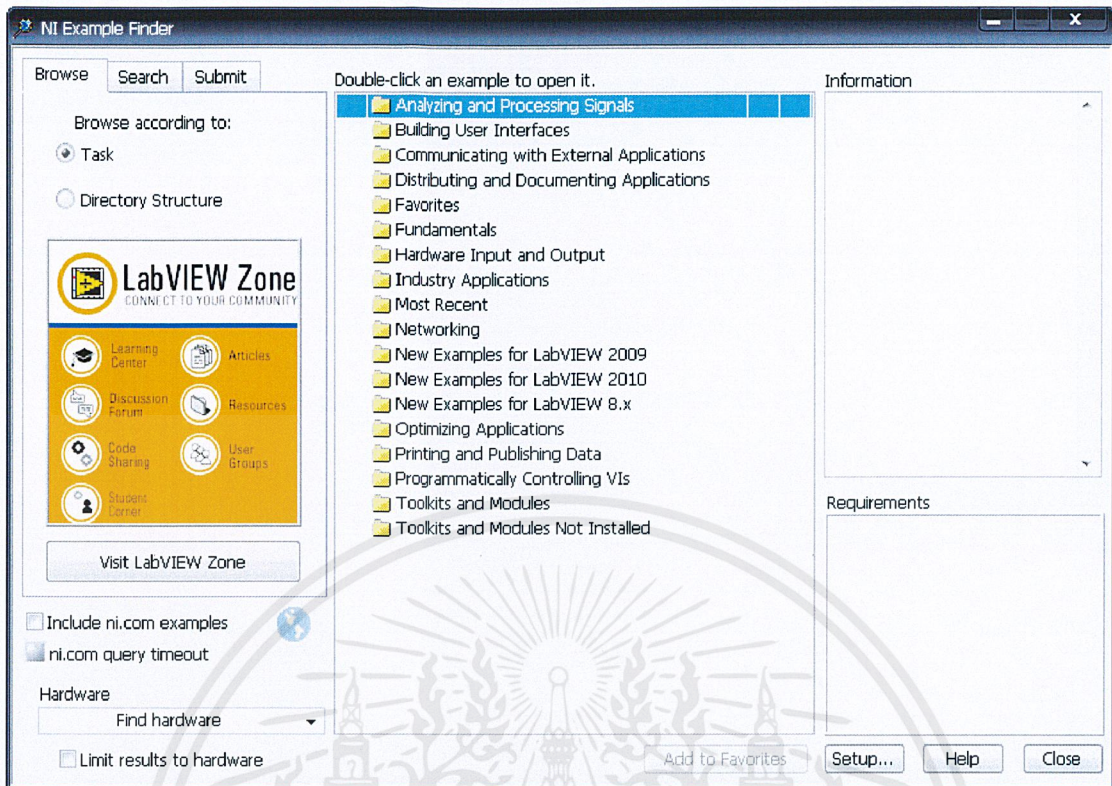 NI Example Finder
Browse
Search
Submit
Browse according to:
Task
Directory Structure
LabVIEW Zone
CONNECT TO YOUR COMMUNITY
Learning Center
Articles
Discussion Forum
Resources
Code Sharing
User Groups
Student Corner
Visit LabVIEW Zone
Include ni.com examples
ni.com query timeout
Hardware
Find hardware
Limit results to hardware
Double-click an example to open it.
Analyzing and Processing Signals
Building User Interfaces
Communicating with External Applications
Distributing and Documenting Applications
Favorites
Fundamentals
Hardware Input and Output
Industry Applications
Most Recent
Networking
New Examples for LabVIEW 2009
New Examples for LabVIEW 2010
New Examples for LabVIEW 8.x
Optimizing Applications
Printing and Publishing Data
Programmatically Controlling VIs
Toolkits and Modules
Toolkits and Modules Not Installed
Information
Requirements
Add to Favorites
Setup...
Help
Close